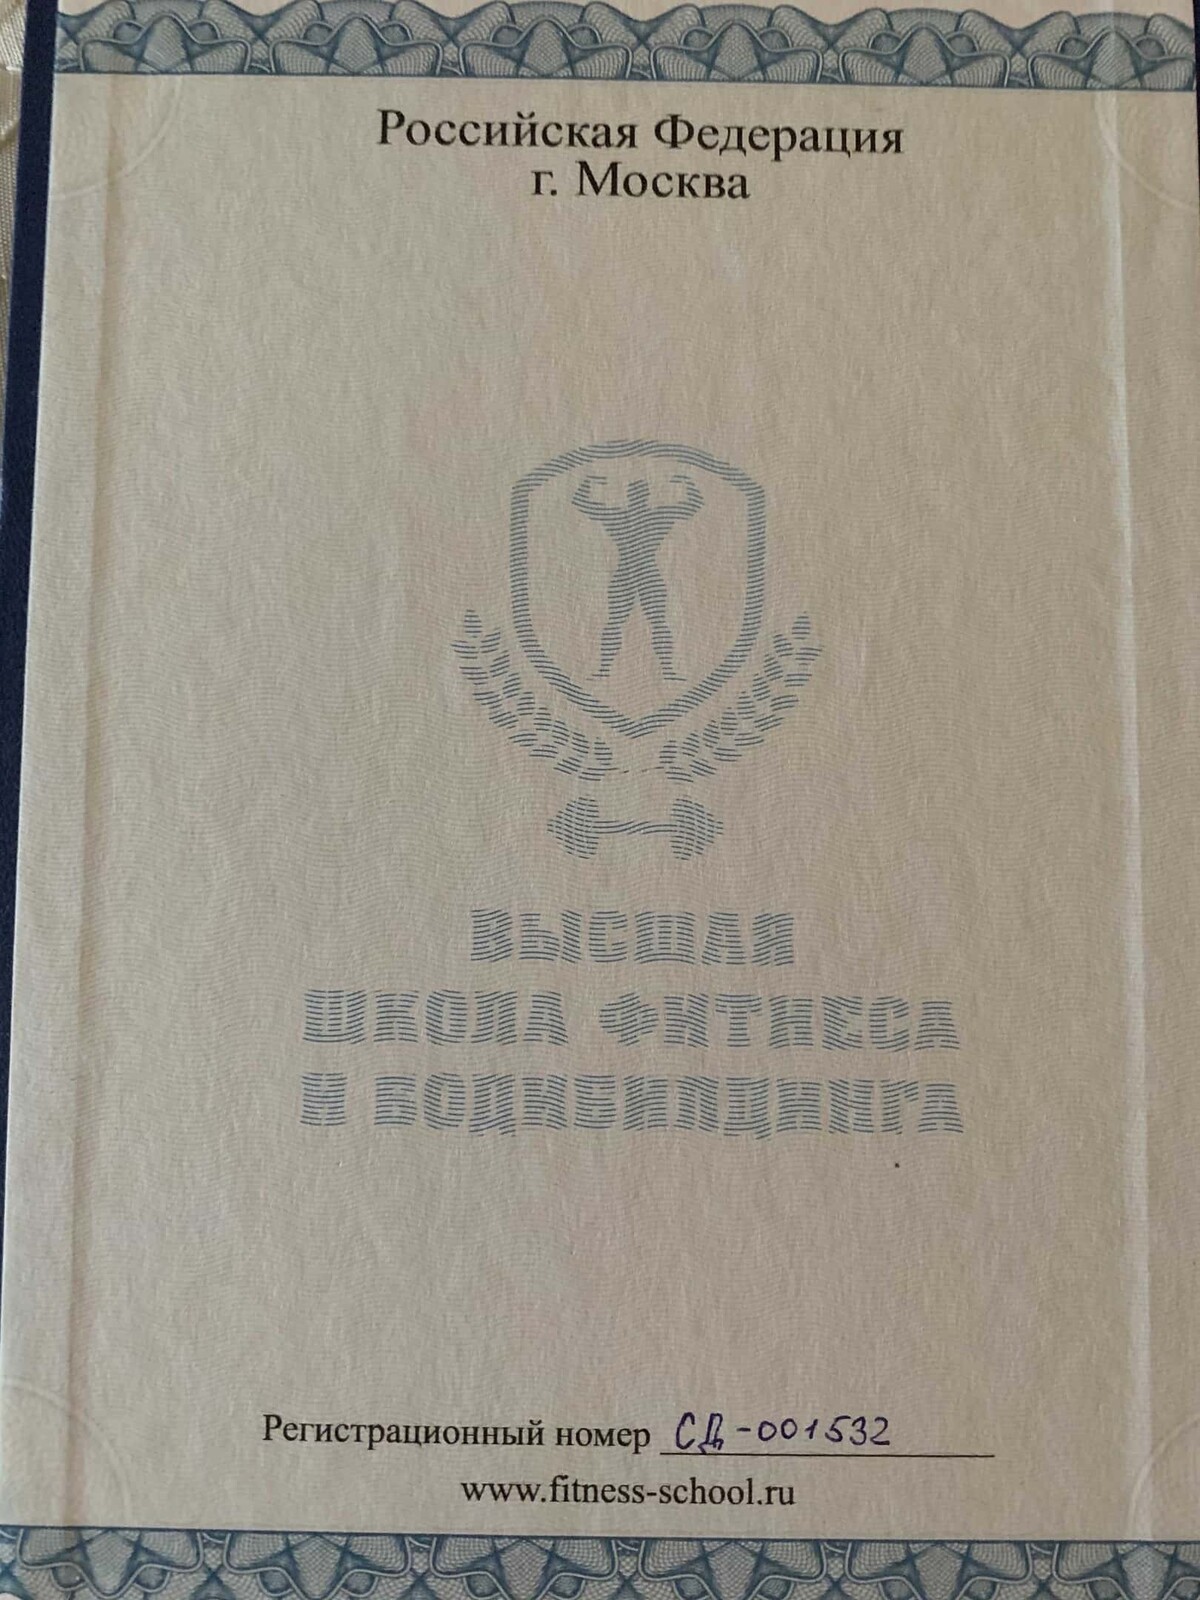 Российская Федерация
г. Москва
ВЫСШАЯ
ШКОЛА ФИТНЕСА
И БОДИБИЛДИНГА
Регистрационный номер СД-001532
www.fitness-school.ru